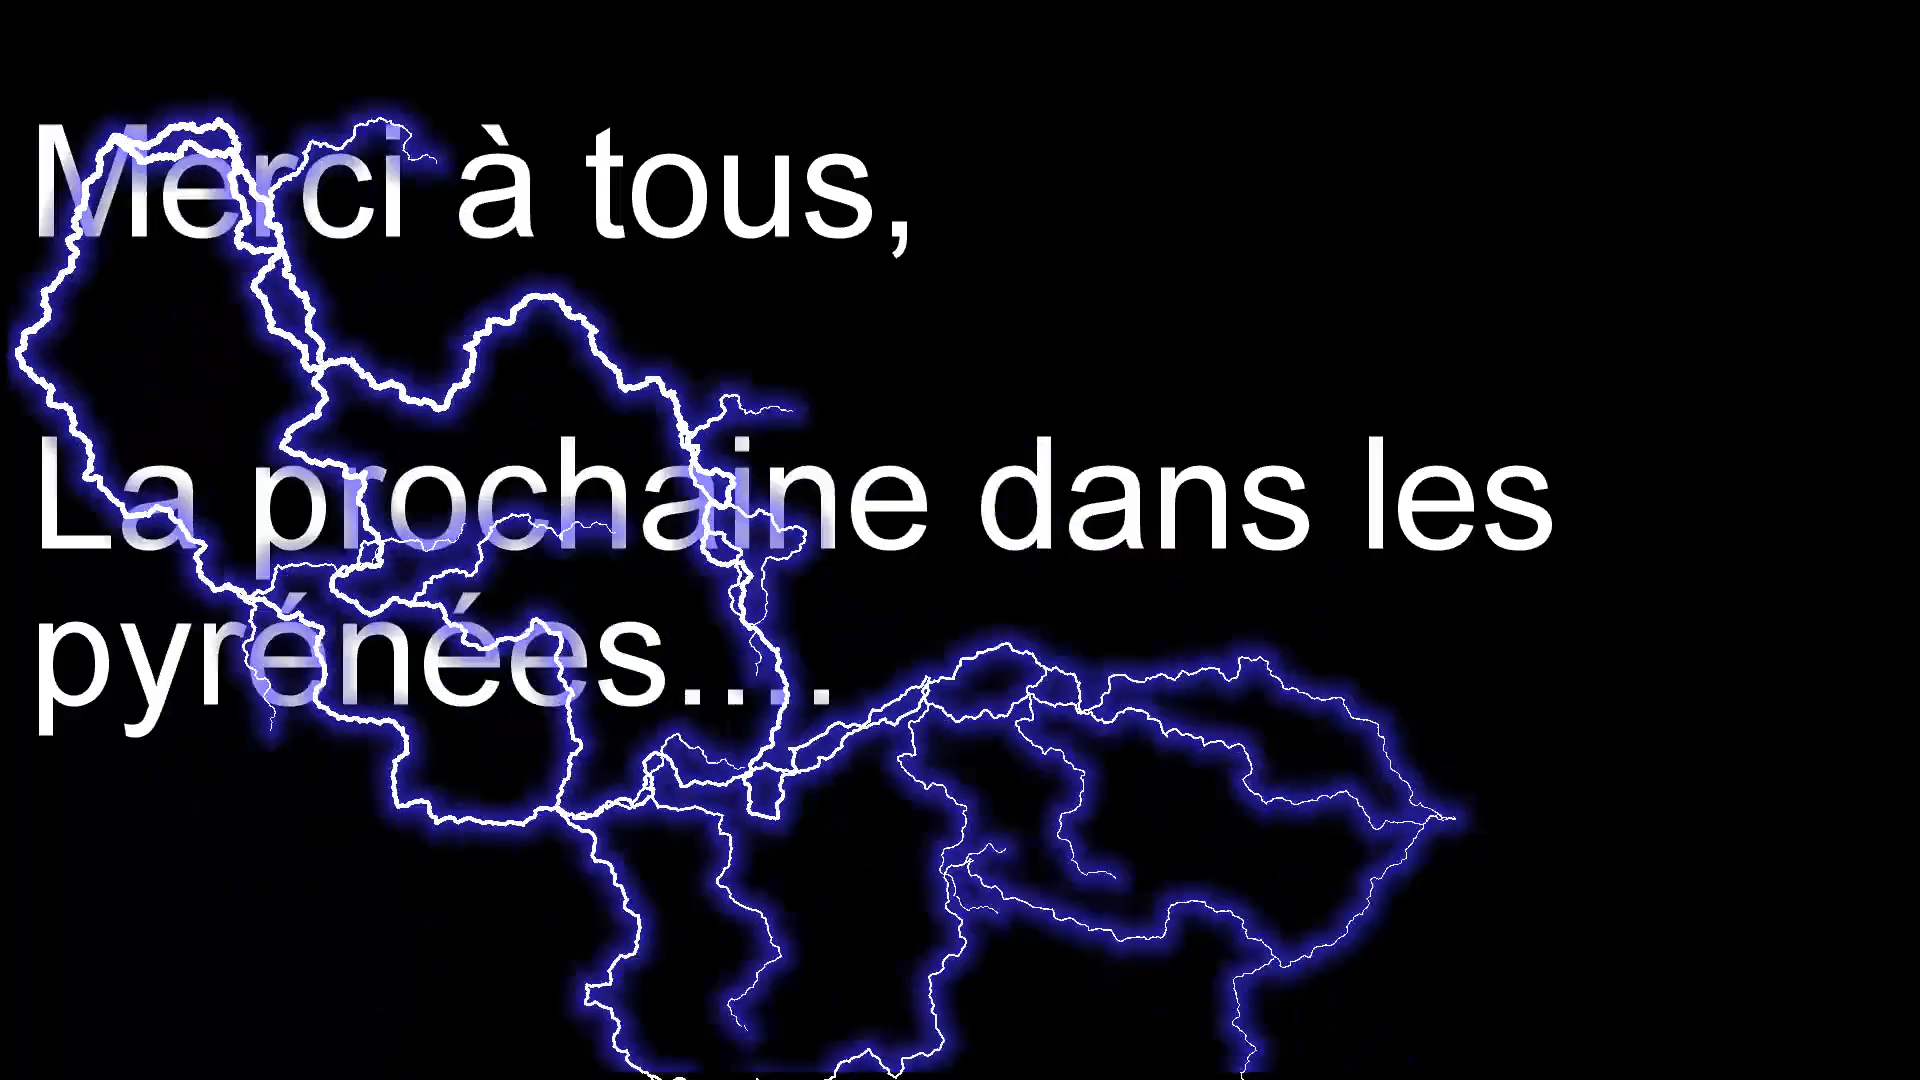 Merci à tous,
La prochaine dans les
pyrénées....